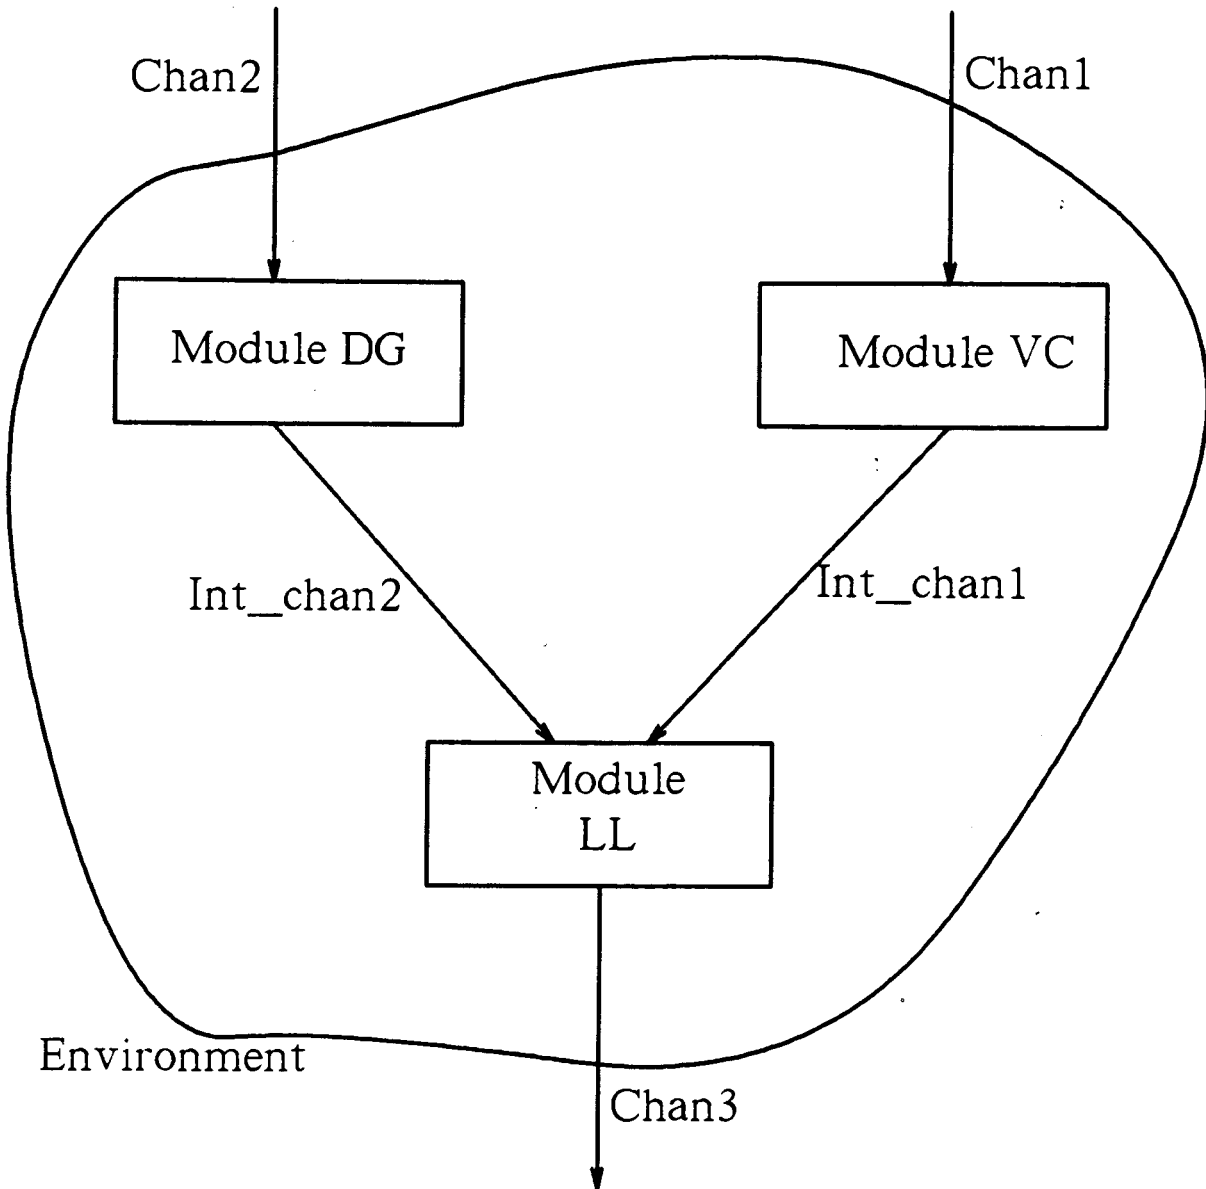 Chan2
Chan1
Module DG
Module VC
Int_chan2
Int_chan1
Module
LL
Environment
Chan3